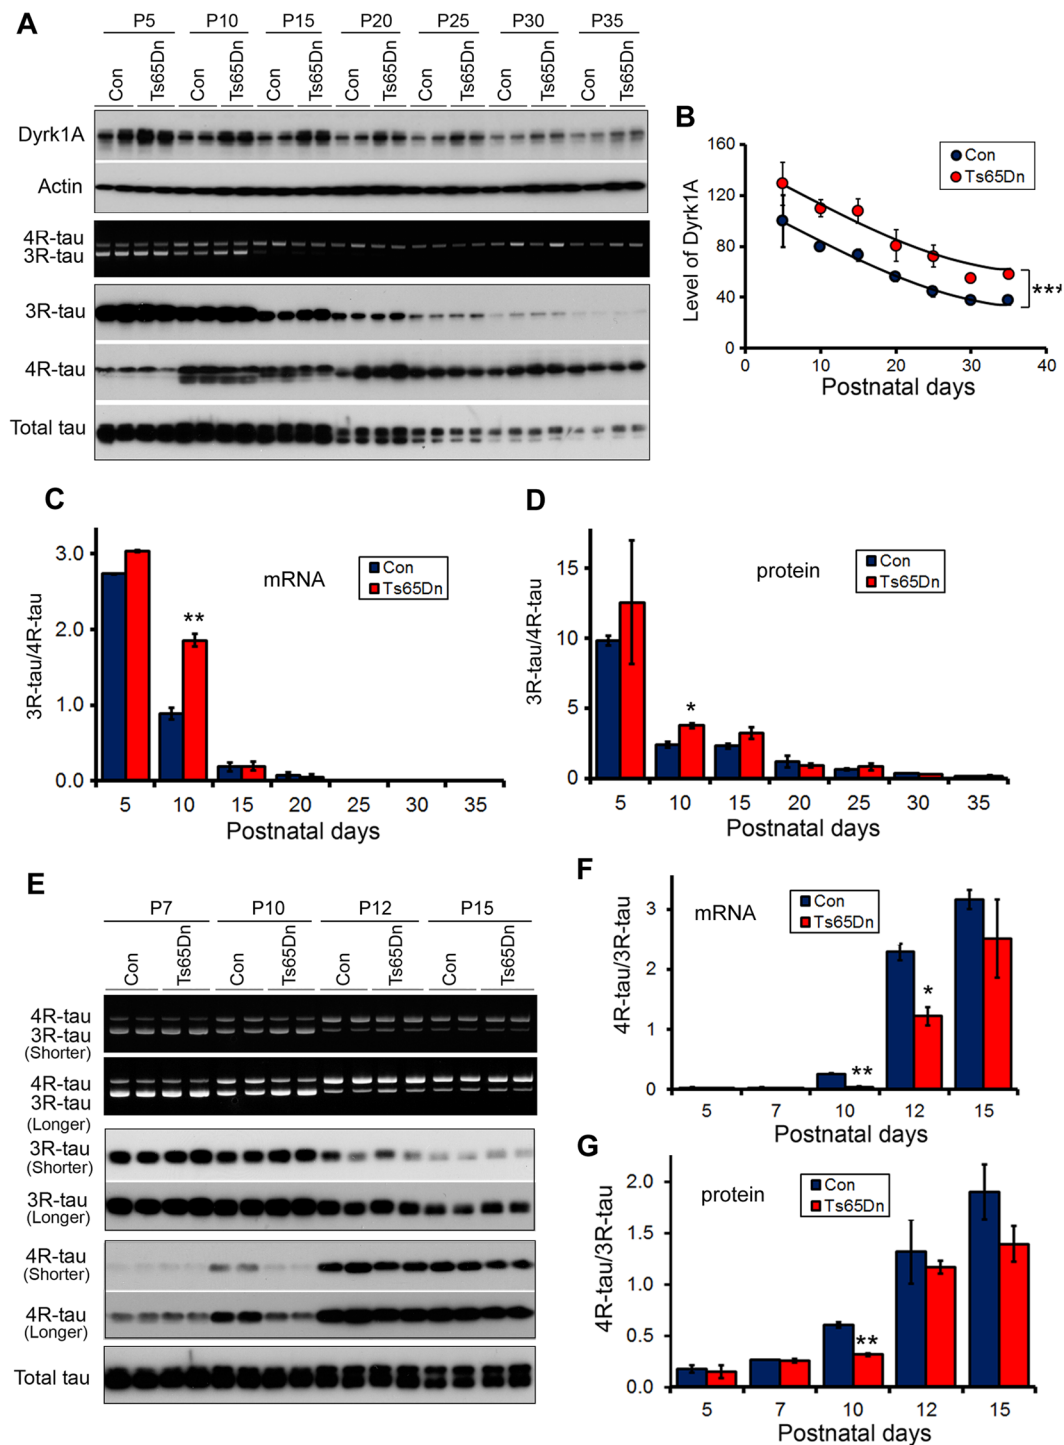 A
P5 P10 P15 P20 P25 P30 P35
Con Ts65Dn Con Ts65Dn Con Ts65Dn Con Ts65Dn Con Ts65Dn Con Ts65Dn Con Ts65Dn
Dyrk1A
Actin
4R-tau
3R-tau
3R-tau
4R-tau
Total tau
B
Level of Dyrk1A
160
120
80
40
0
0 10 20 30 40
Postnatal days
Con
Ts65Dn
***
C
3R-tau/4R-tau
3.0
2.0
1.0
0.0
mRNA
Con
Ts65Dn
**
5 10 15 20 25 30 35
Postnatal days
D
3R-tau/4R-tau
15
10
5
0
protein
Con
Ts65Dn
*
5 10 15 20 25 30 35
Postnatal days
E
P7 P10 P12 P15
Con Ts65Dn Con Ts65Dn Con Ts65Dn Con Ts65Dn
4R-tau
3R-tau
(Shorter)
4R-tau
3R-tau
(Longer)
3R-tau
(Shorter)
3R-tau
(Longer)
4R-tau
(Shorter)
4R-tau
(Longer)
Total tau
F
4R-tau/3R-tau
3
2
1
0
mRNA
Con
Ts65Dn
**
*
5 7 10 12 15
Postnatal days
G
4R-tau/3R-tau
2.0
1.5
1.0
0.5
0.0
protein
Con
Ts65Dn
**
5 7 10 12 15
Postnatal days